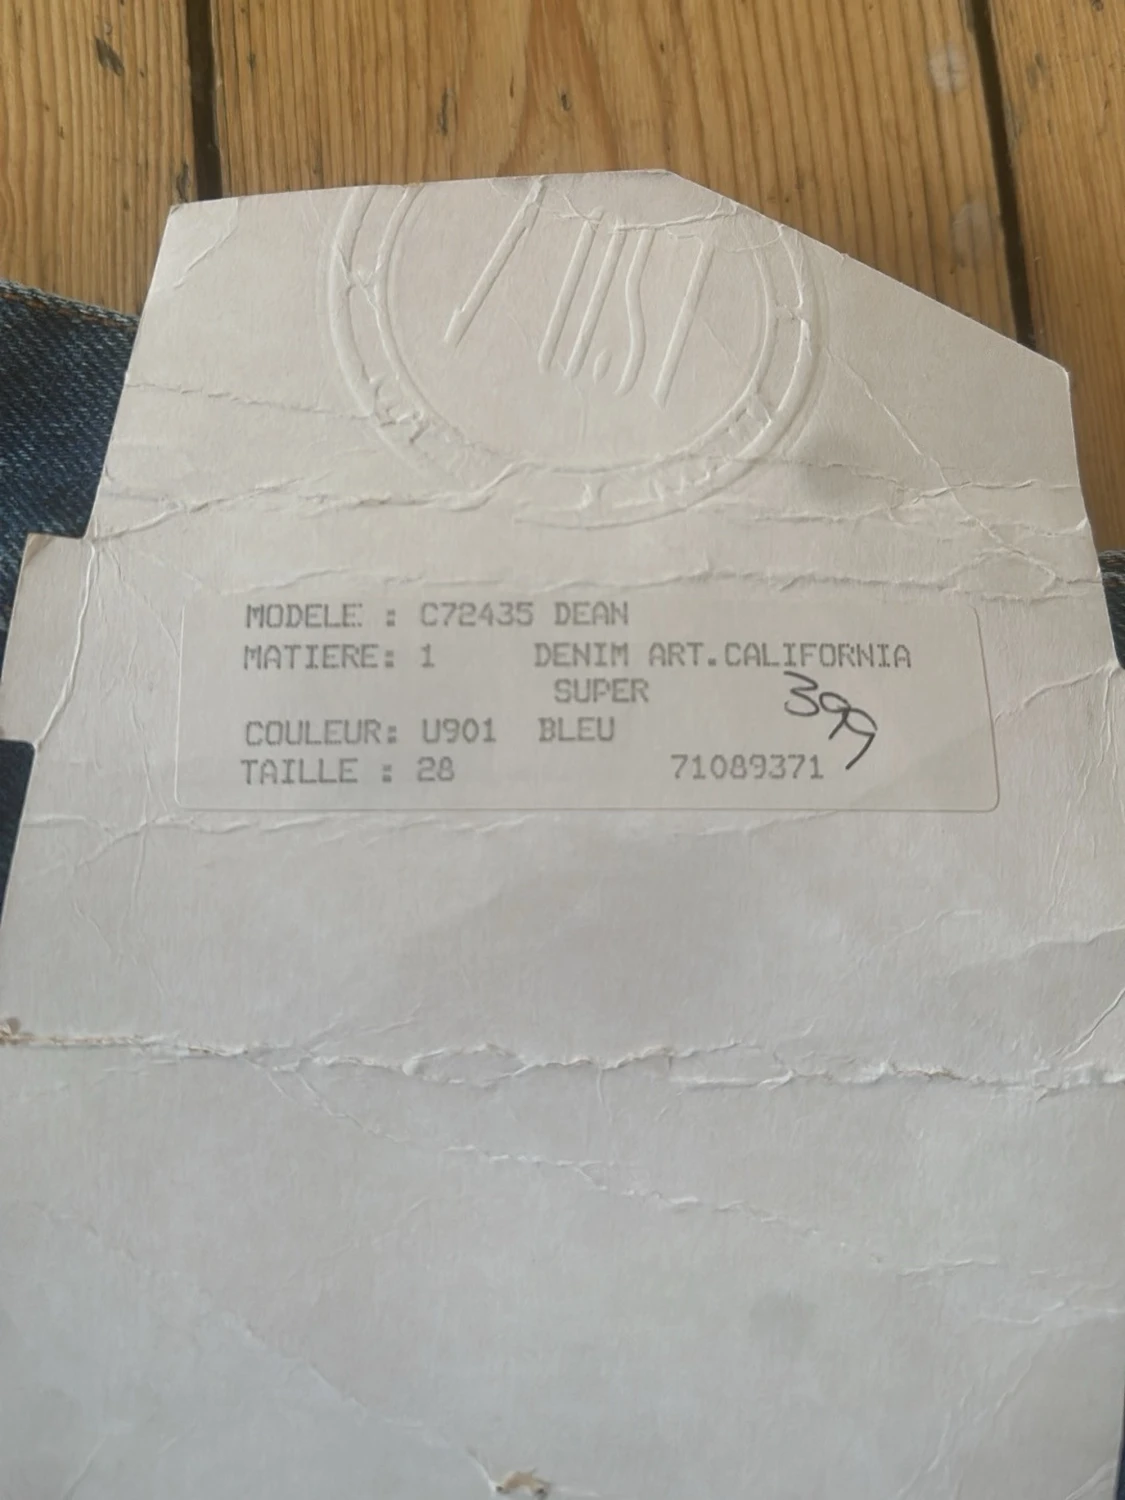 MODELE : C72435 DEAN
MATIERE: 1 DENIM ART.CALIFORNIA
SUPER
399
COULEUR: U901 BLEU
TAILLE : 28 71089371